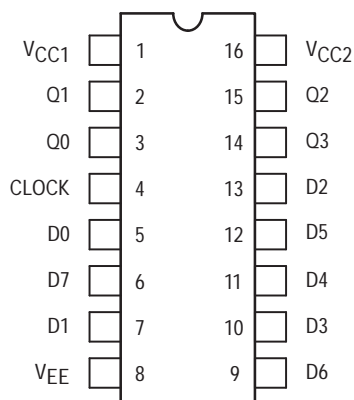 VCC1 1 16 VCC2
Q1 2 15 Q2
Q0 3 14 Q3
CLOCK 4 13 D2
D0 5 12 D5
D7 6 11 D4
D1 7 10 D3
VEE 8 9 D6